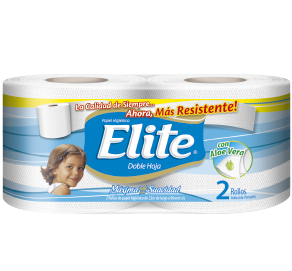 La Calidad de Siempre...
Ahora, Más Resistente!
Papel Higiénico
Elite®
Doble Hoja
con
Aloe Vera
Máxima Suavidad
2 Rollos